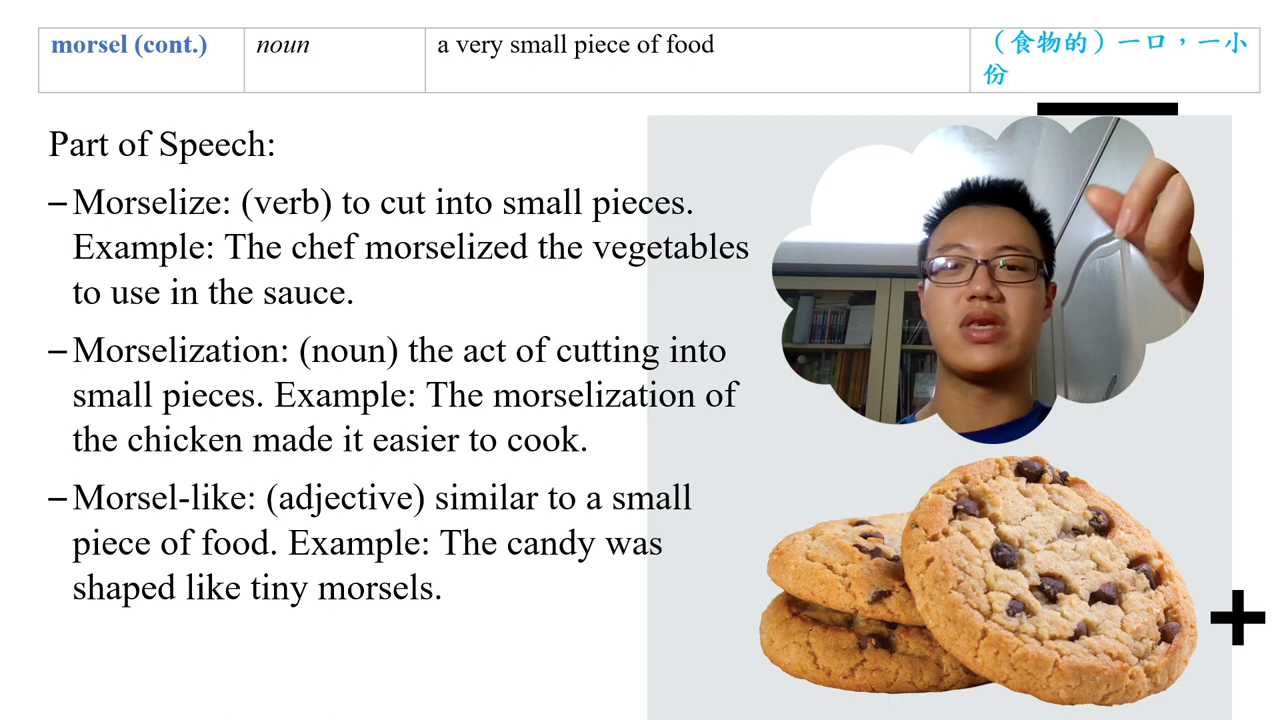 morsel (cont.)
noun
a very small piece of food
（食物的）一口，一小
份
Part of Speech:
– Morselize: (verb) to cut into small pieces.
Example: The chef morselized the vegetables
to use in the sauce.
– Morselization: (noun) the act of cutting into
small pieces. Example: The morselization of
the chicken made it easier to cook.
– Morsel-like: (adjective) similar to a small
piece of food. Example: The candy was
shaped like tiny morsels.